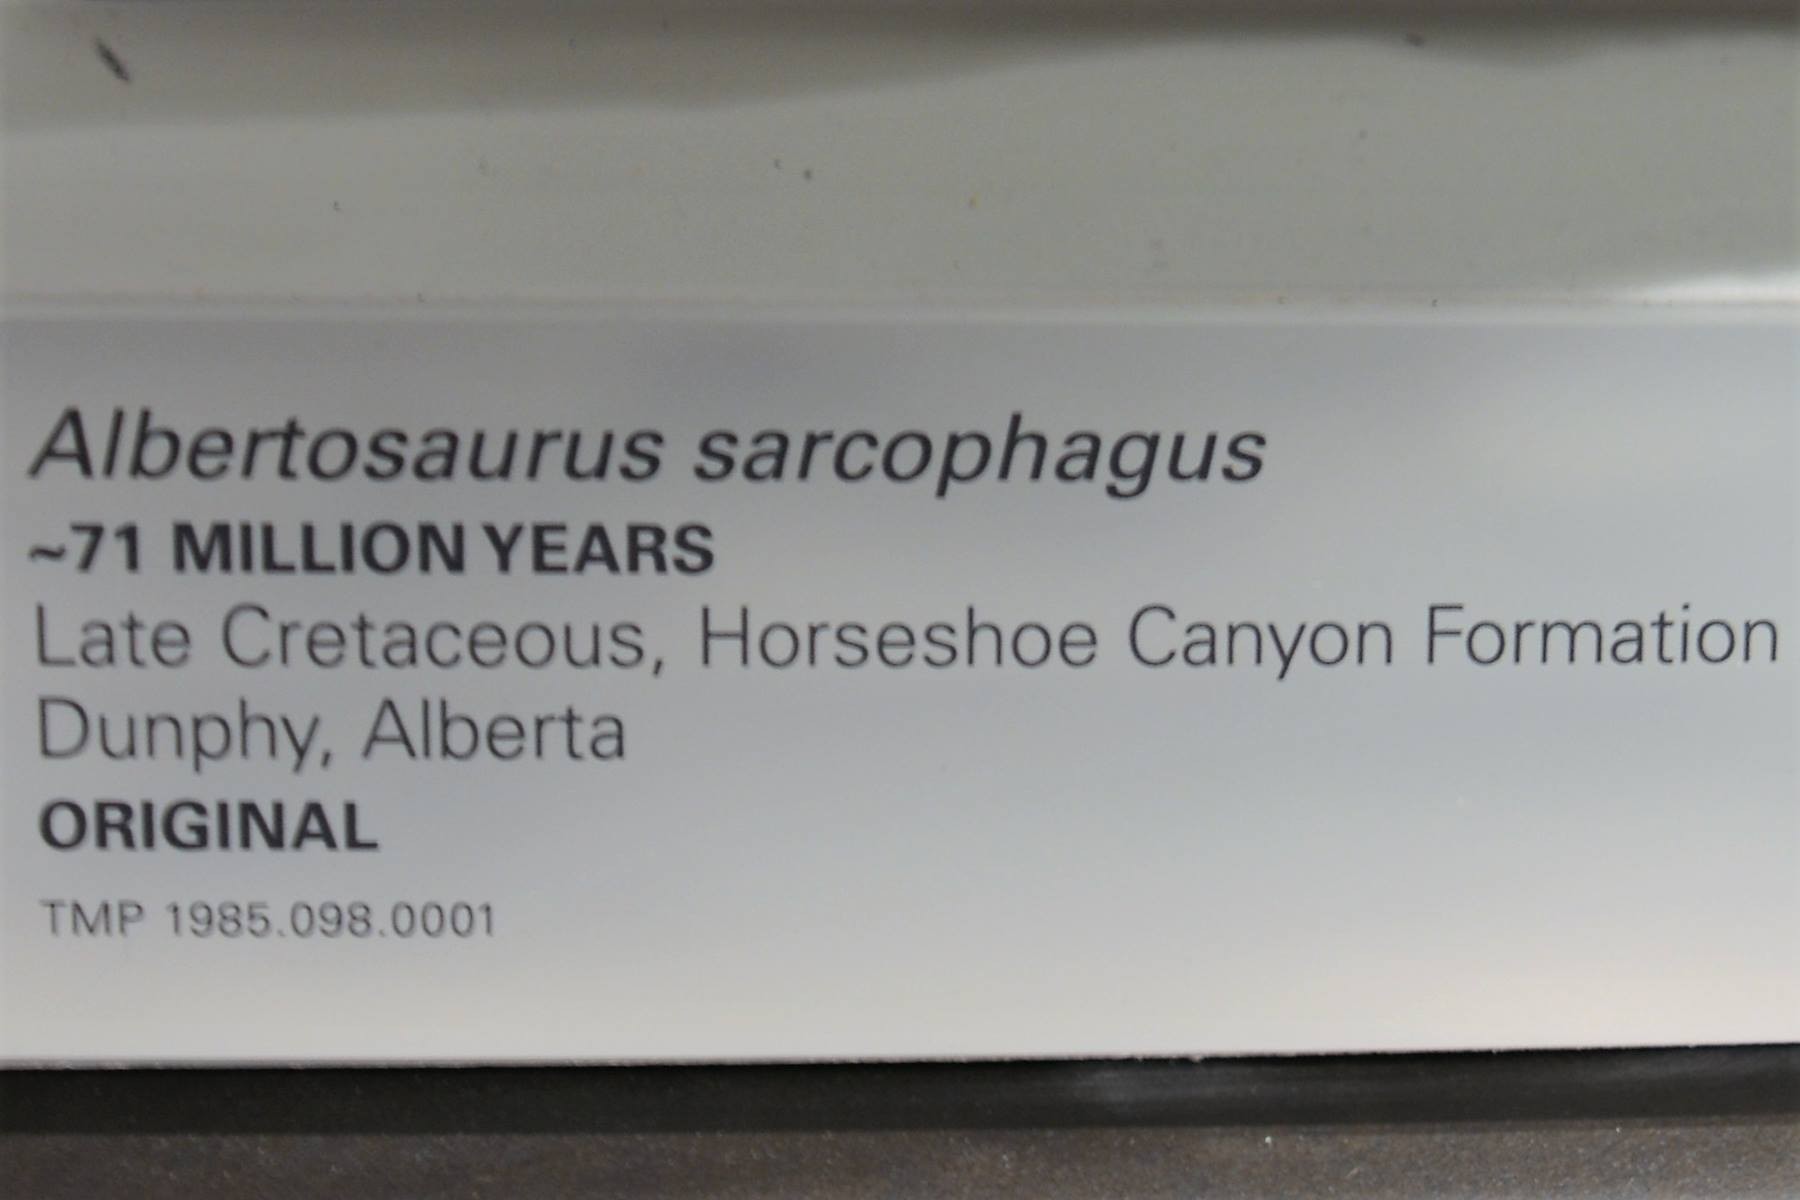 Albertosaurus sarcophagus
~71 MILLION YEARS
Late Cretaceous, Horseshoe Canyon Formation
Dunphy, Alberta
ORIGINAL
TMP 1985.098.0001